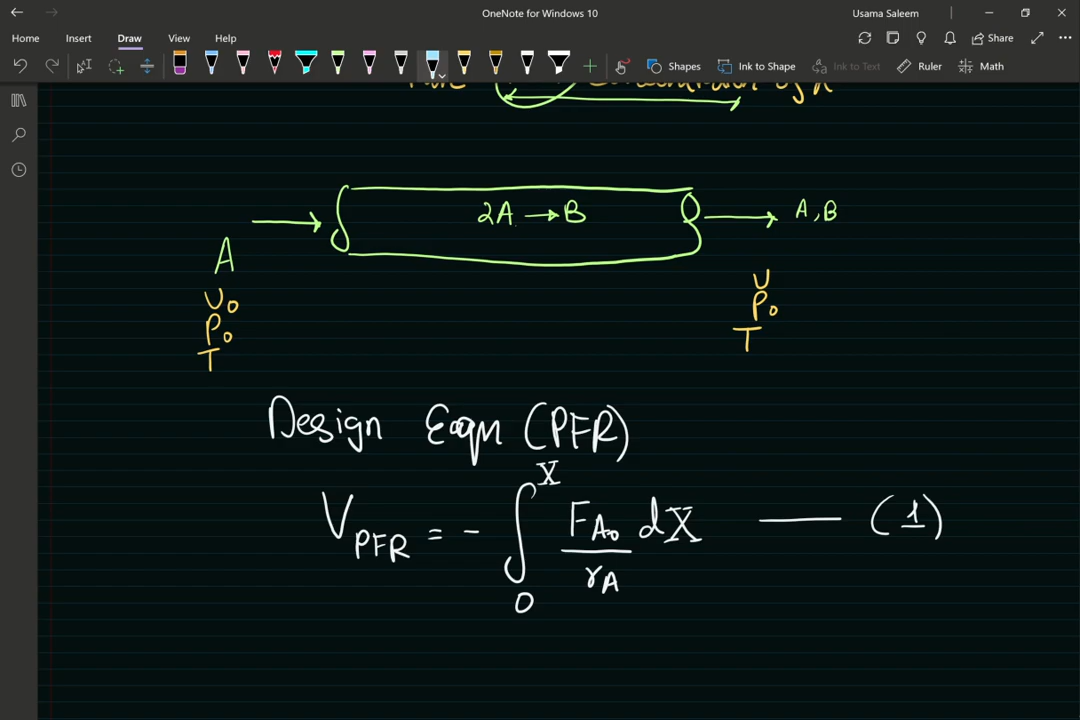 OneNote for Windows 10
Usama Saleem
Home Insert Draw View Help
Share
Shapes Ink to Shape Ink to Text Ruler Math
2A → B
A, B
A
υ₀
P₀
T
υ
P₀
T
Design Eqn (PFR)
V_PFR = - ∫₀^X F_A₀ / r_A dX —— (1)